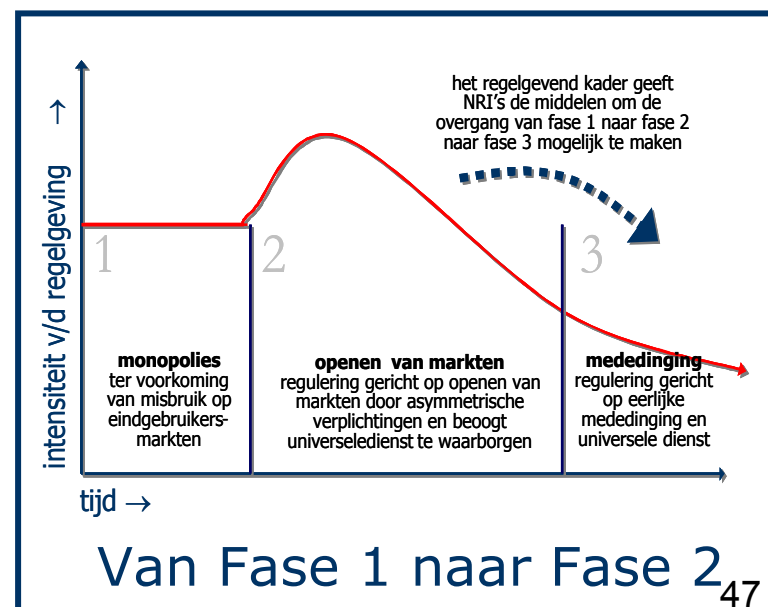 het regelgevend kader geeft
NRI's de middelen om de
overgang van fase 1 naar fase 2
naar fase 3 mogelijk te maken
intensiteit v/d regelgeving →
1
2
3
monopolies
ter voorkoming
van misbruik op
eindgebruikers-
markten
openen van markten
regulering gericht op openen van
markten door asymmetrische
verplichtingen en beoogt
universeledienst te waarborgen
mededinging
regulering gericht
op eerlijke
mededinging en
universele dienst
tijd →
Van Fase 1 naar Fase 2
47